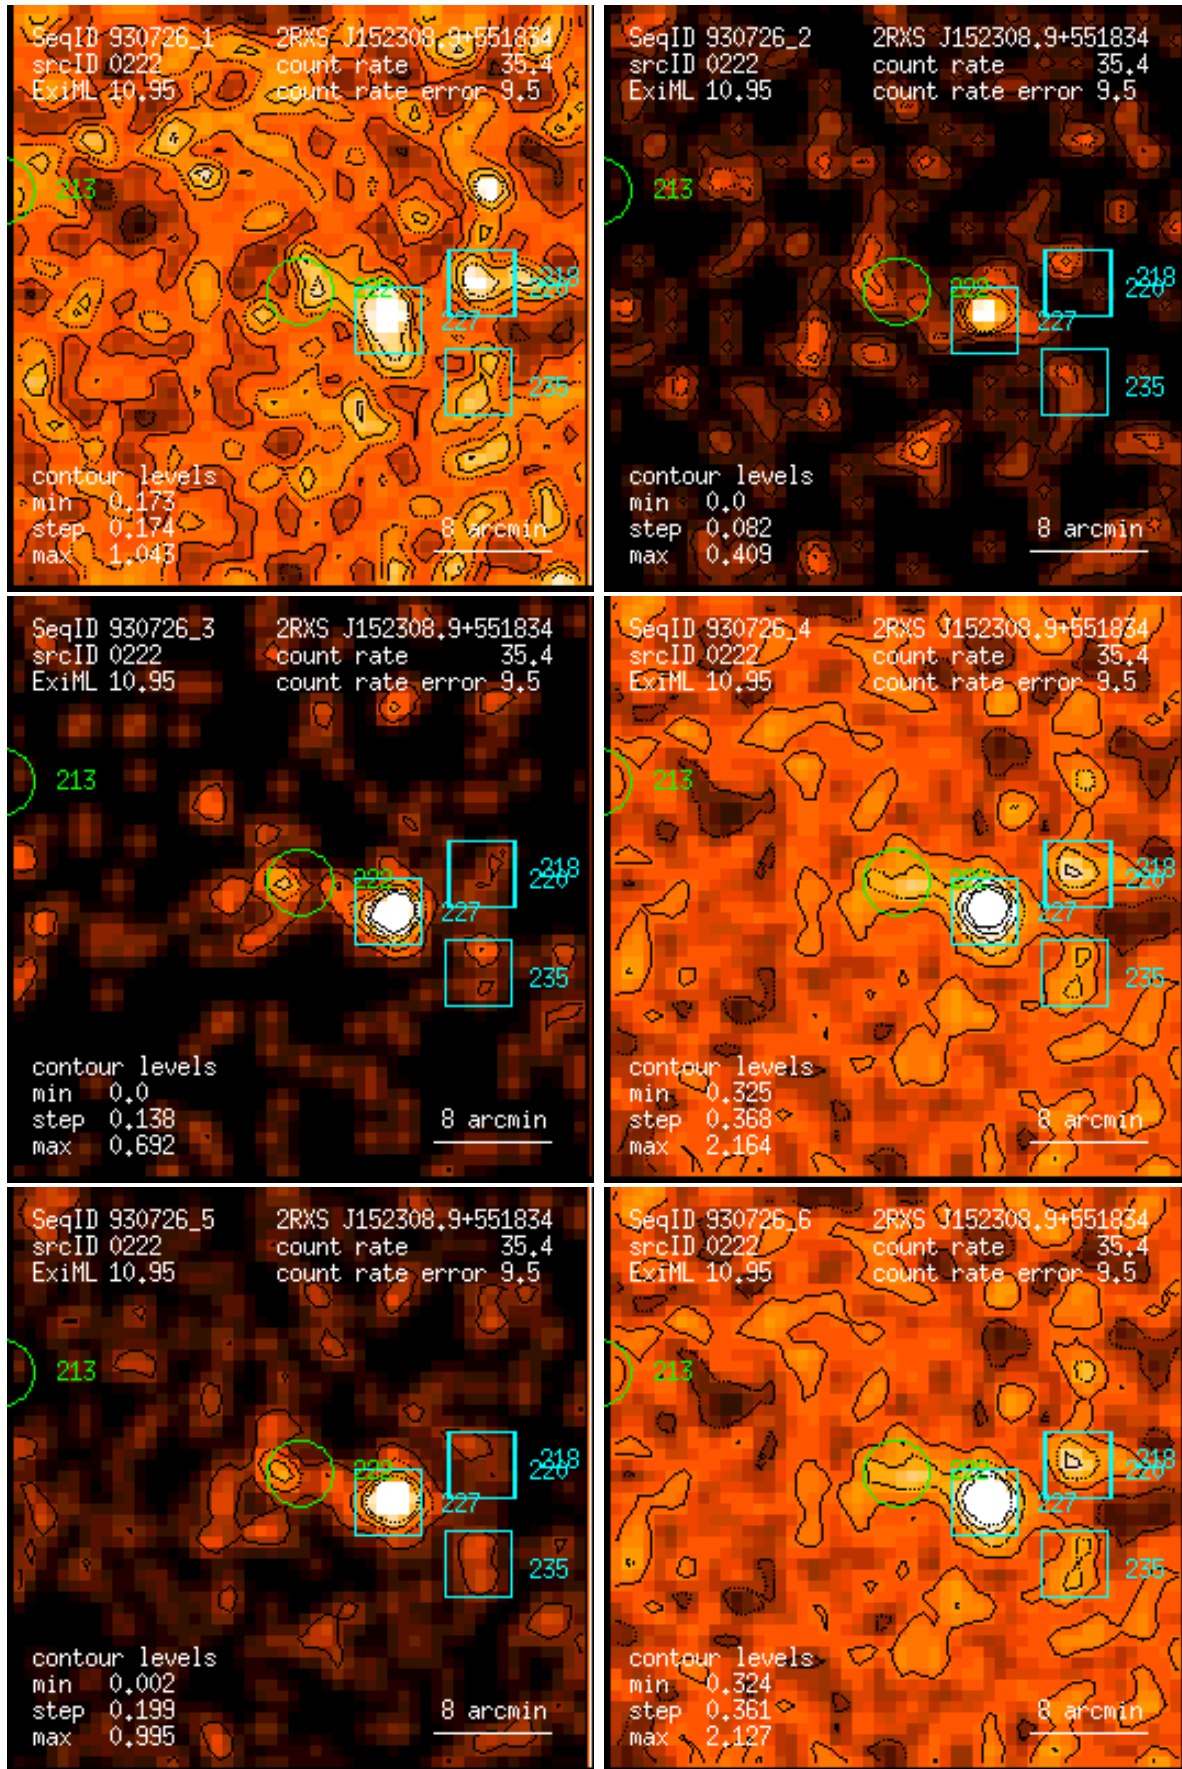 SeqID 930726_1 2RXS J152308.9+551834
srcID 0222 count rate 35.4
ExiML 10.95 count rate error 9.5
213
218
222
227
235
contour levels
min 0.173
step 0.174 8 arcmin
max 1.043
SeqID 930726_2 2RXS J152308.9+551834
srcID 0222 count rate 35.4
ExiML 10.95 count rate error 9.5
213
218
222
227
235
contour levels
min 0.0
step 0.082 8 arcmin
max 0.409
SeqID 930726_3 2RXS J152308.9+551834
srcID 0222 count rate 35.4
ExiML 10.95 count rate error 9.5
213
218
222
227
235
contour levels
min 0.0
step 0.138 8 arcmin
max 0.692
SeqID 930726_4 2RXS J152308.9+551834
srcID 0222 count rate 35.4
ExiML 10.95 count rate error 9.5
213
218
222
227
235
contour levels
min 0.325
step 0.368 8 arcmin
max 2.164
SeqID 930726_5 2RXS J152308.9+551834
srcID 0222 count rate 35.4
ExiML 10.95 count rate error 9.5
213
218
222
227
235
contour levels
min 0.002
step 0.199 8 arcmin
max 0.995
SeqID 930726_6 2RXS J152308.9+551834
srcID 0222 count rate 35.4
ExiML 10.95 count rate error 9.5
213
218
222
227
235
contour levels
min 0.324
step 0.361 8 arcmin
max 2.127